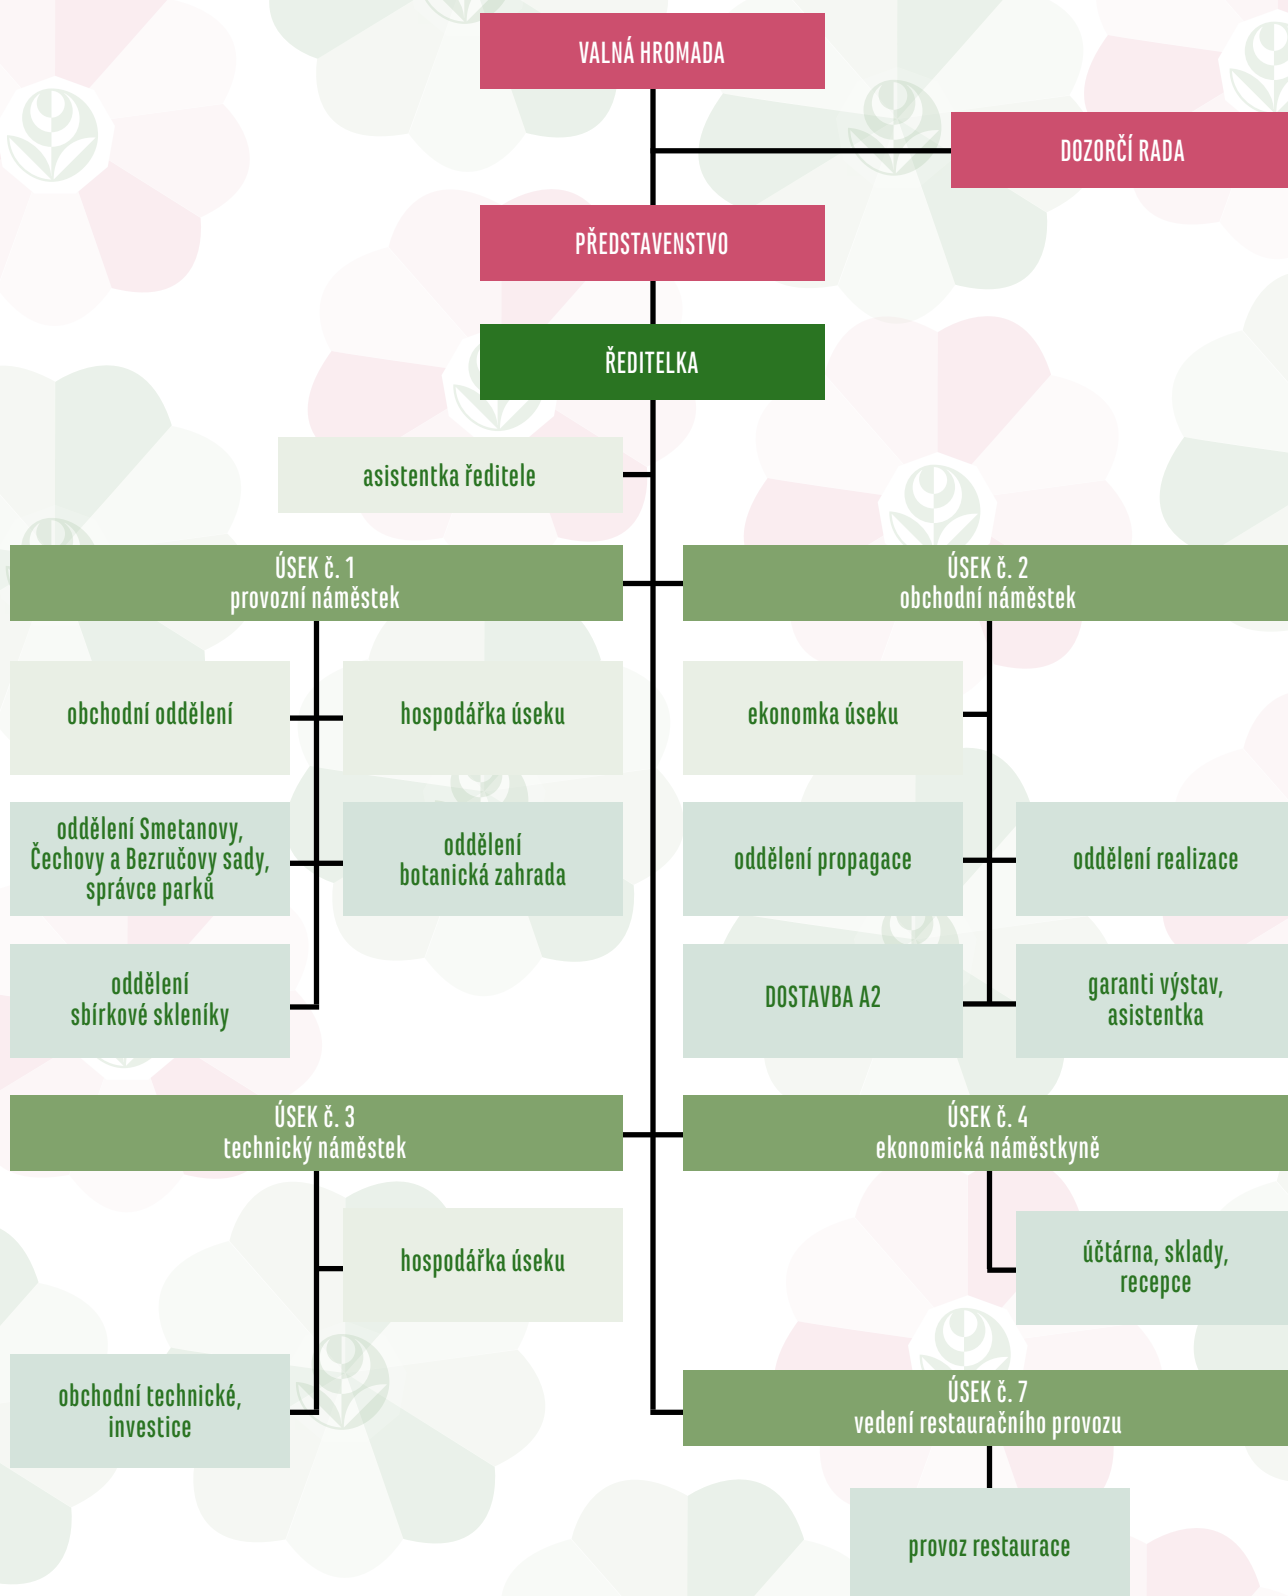 VALNÁ HROMADA
DOZORČÍ RADA
PŘEDSTAVENSTVO
ŘEDITELKA
asistentka ředitele
ÚSEK č. 1
provozní náměstek
ÚSEK č. 2
obchodní náměstek
obchodní oddělení
hospodářka úseku
ekonomka úseku
oddělení Smetanovy,
Čechovy a Bezručovy sady,
správce parků
oddělení
botanická zahrada
oddělení propagace
oddělení realizace
oddělení
sbírkové skleníky
DOSTAVBA A2
garanti výstav,
asistentka
ÚSEK č. 3
technický náměstek
ÚSEK č. 4
ekonomická náměstkyně
hospodářka úseku
účtárna, sklady,
recepce
obchodní technické,
investice
ÚSEK č. 7
vedení restauračního provozu
provoz restaurace